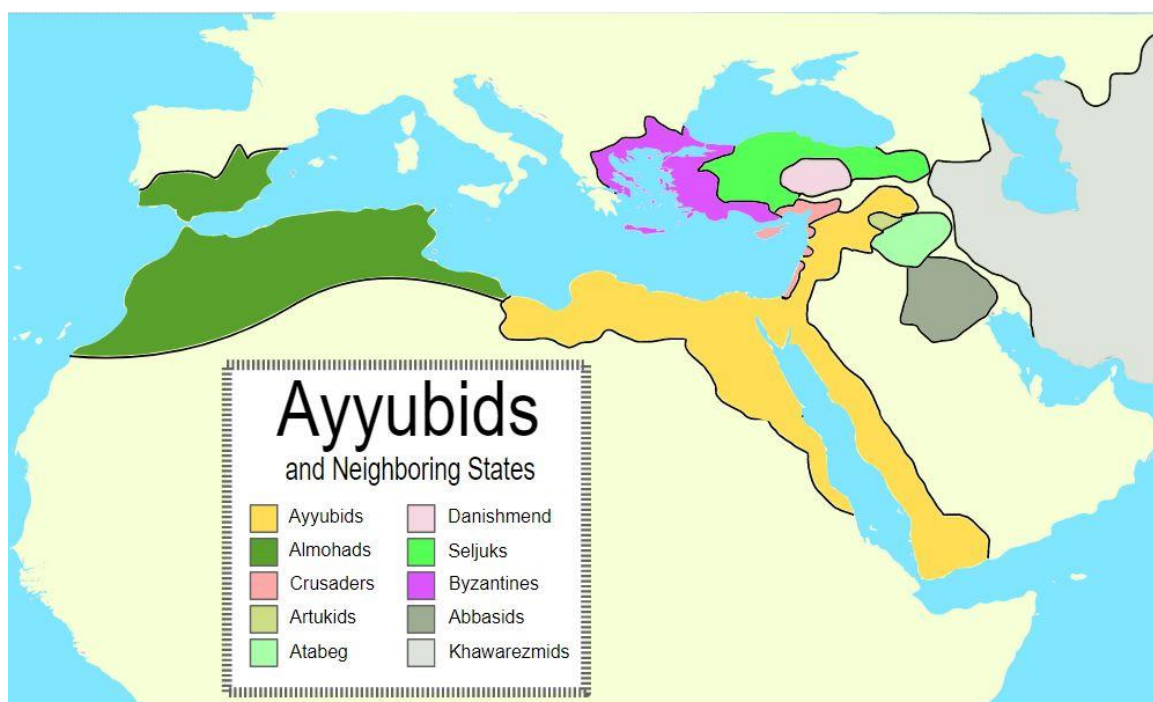 Ayyubids
and Neighboring States
Ayyubids
Almohads
Crusaders
Artukids
Atabeg
Danishmend
Seljuks
Byzantines
Abbasids
Khawarezmids